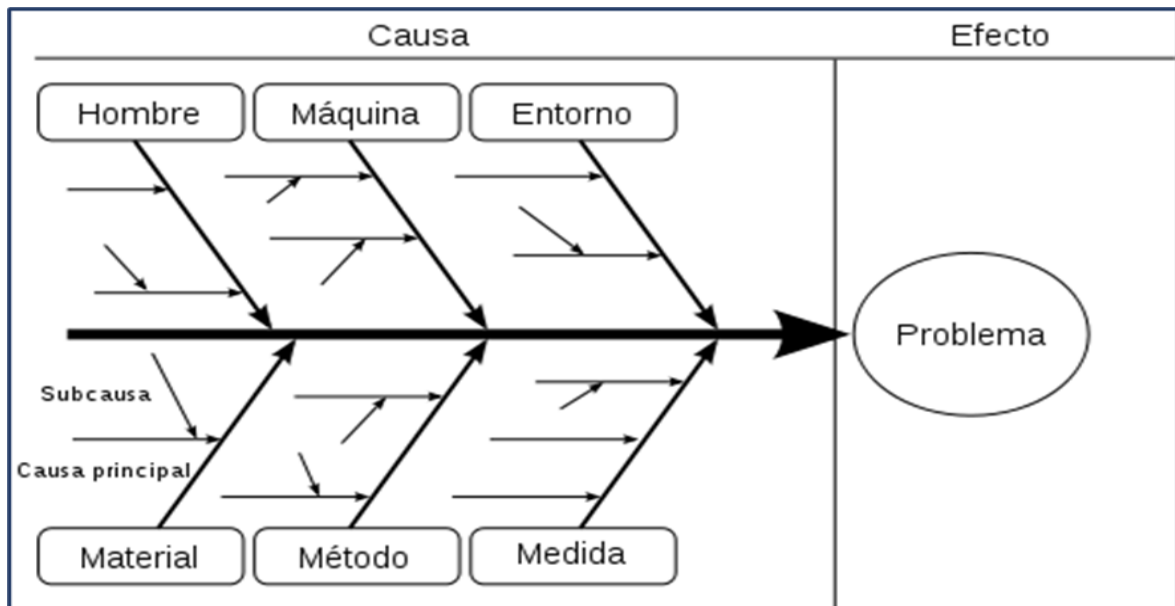 Causa
Efecto
Hombre
Máquina
Entorno
Problema
Subcausa
Causa principal
Material
Método
Medida